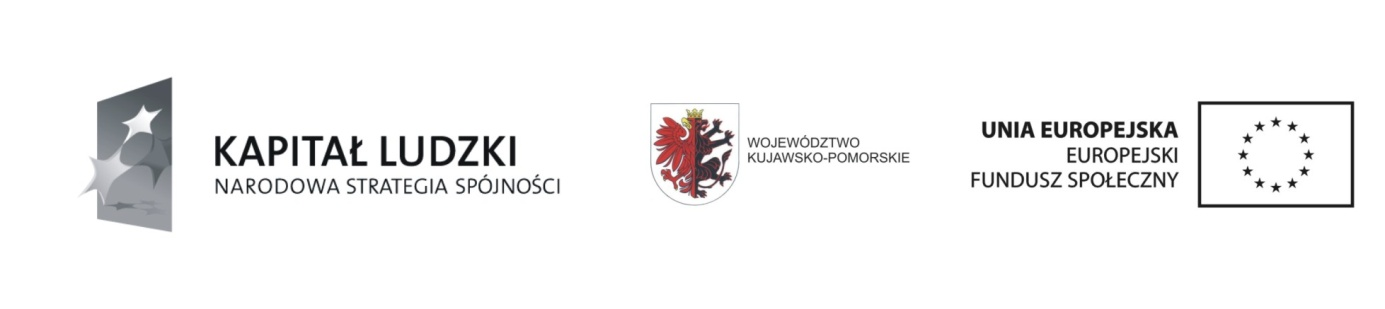 KAPITAŁ LUDZKI
NARODOWA STRATEGIA SPÓJNOŚCI
WOJEWÓDZTWO
KUJAWSKO-POMORSKIE
UNIA EUROPEJSKA
EUROPEJSKI
FUNDUSZ SPOŁECZNY